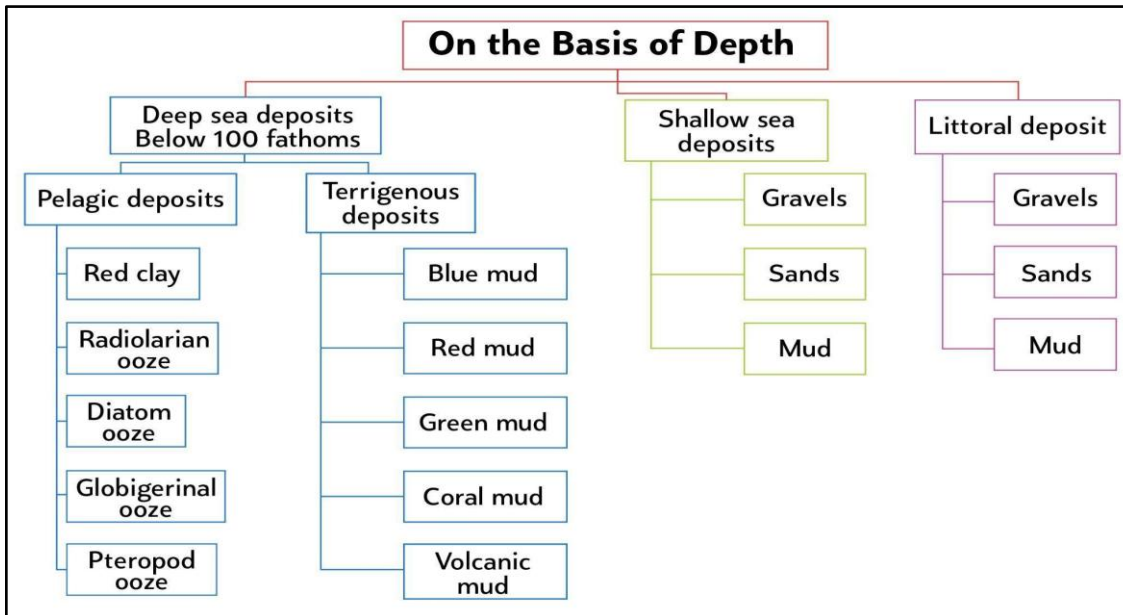 On the Basis of Depth
Deep sea deposits
Below 100 fathoms
Pelagic deposits
Red clay
Radiolarian
ooze
Diatom
ooze
Globigerinal
ooze
Pteropod
ooze
Terrigenous
deposits
Blue mud
Red mud
Green mud
Coral mud
Volcanic
mud
Shallow sea
deposits
Gravels
Sands
Mud
Littoral deposit
Gravels
Sands
Mud